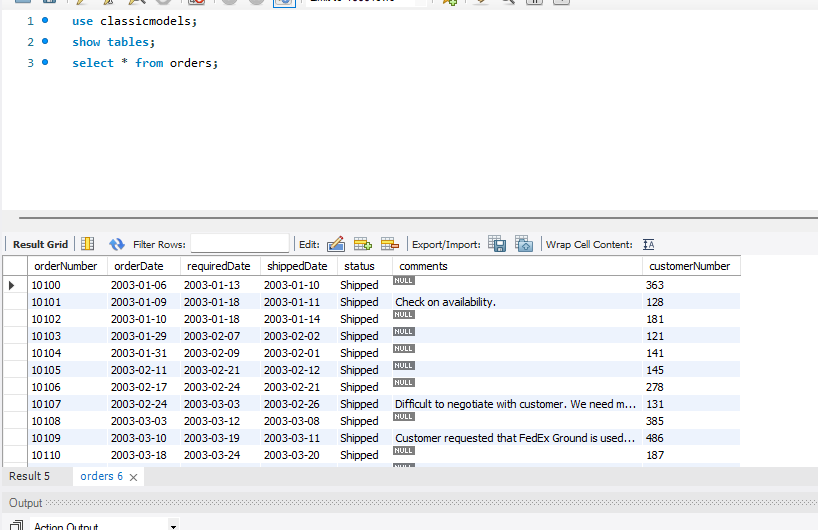 1 use classicmodels;
2 show tables;
3 select * from orders;
Result Grid Filter Rows: Edit: Export/Import: Wrap Cell Content:
orderNumber orderDate requiredDate shippedDate status comments customerNumber
10100 2003-01-06 2003-01-13 2003-01-10 Shipped NULL 363
10101 2003-01-09 2003-01-18 2003-01-11 Shipped Check on availability. 128
10102 2003-01-10 2003-01-18 2003-01-14 Shipped NULL 181
10103 2003-01-29 2003-02-07 2003-02-02 Shipped NULL 121
10104 2003-01-31 2003-02-09 2003-02-01 Shipped NULL 141
10105 2003-02-11 2003-02-21 2003-02-12 Shipped NULL 145
10106 2003-02-17 2003-02-24 2003-02-21 Shipped NULL 278
10107 2003-02-24 2003-03-03 2003-02-26 Shipped Difficult to negotiate with customer. We need m... 131
10108 2003-03-03 2003-03-12 2003-03-08 Shipped NULL 385
10109 2003-03-10 2003-03-19 2003-03-11 Shipped Customer requested that FedEx Ground is used... 486
10110 2003-03-18 2003-03-24 2003-03-20 Shipped NULL 187
NULL
Result 5 orders 6
Output
Action Output